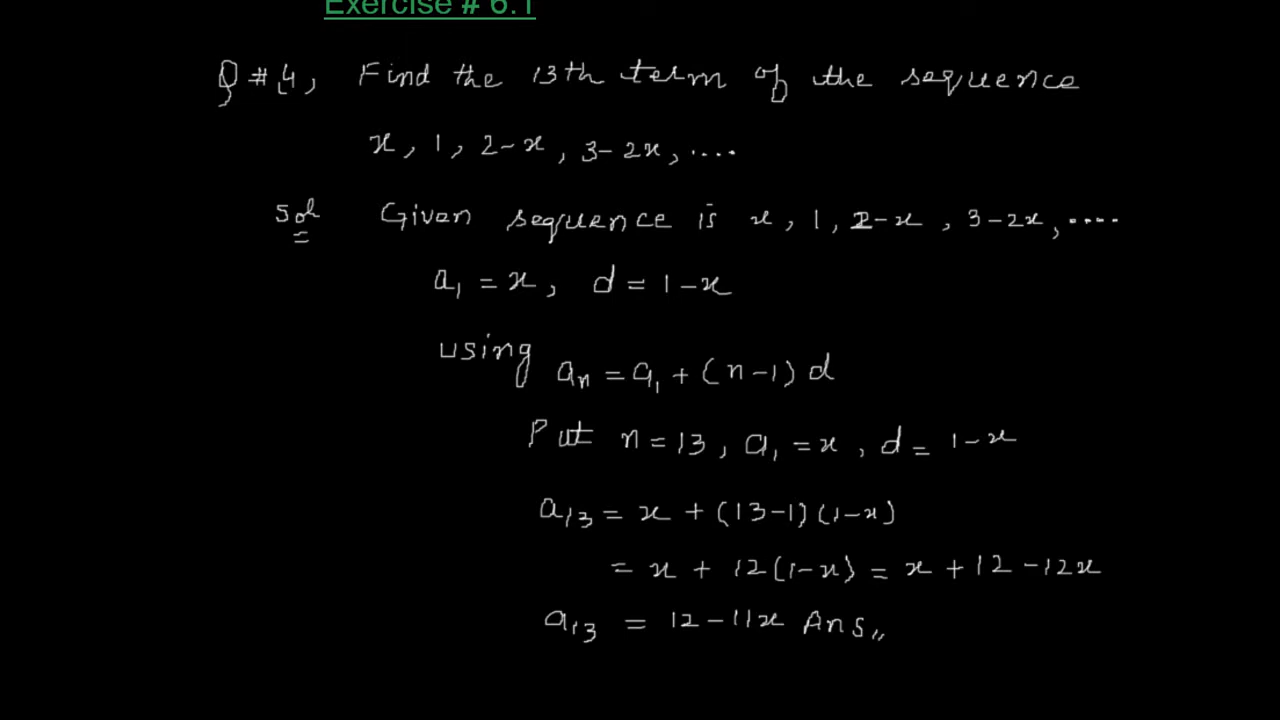 Exercise # 6.1
Q # 4, Find the 13th term of the sequence
x, 1, 2-x, 3-2x, ....
Sol Given sequence is x, 1, 2-x, 3-2x, ....
a₁ = x, d = 1-x
using aₙ = a₁ + (n-1) d
Put n = 13, a₁ = x, d = 1-x
a₁₃ = x + (13-1) (1-x)
= x + 12(1-x) = x + 12 - 12x
a₁₃ = 12 - 11x Ans,,